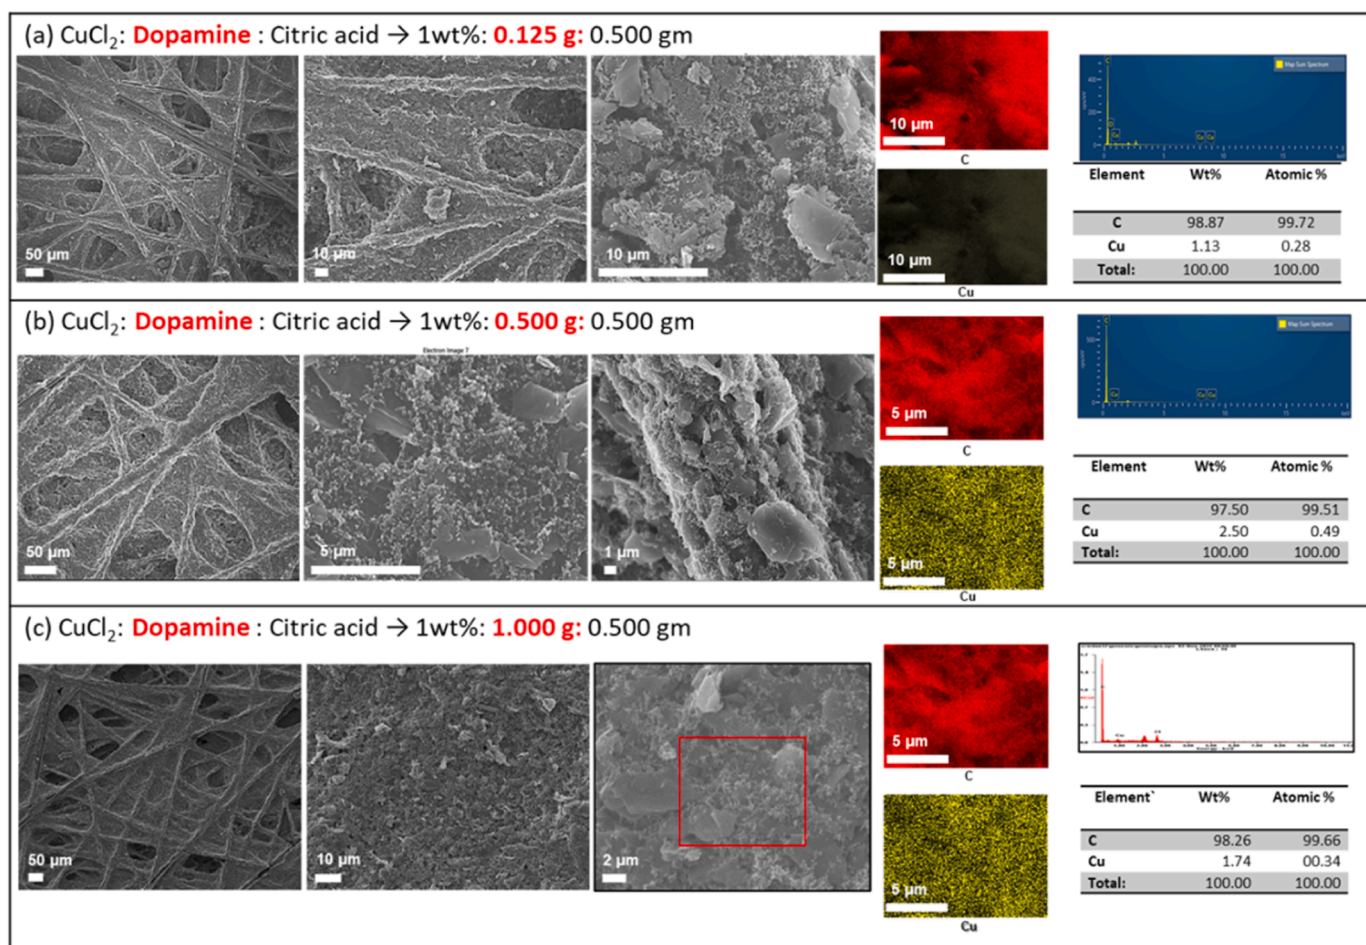 (a) CuCl₂: Dopamine : Citric acid → 1wt%: 0.125 g: 0.500 gm
50 µm
10 µm
10 µm
10 µm
C
10 µm
Cu
Map Sum Spectrum
Element Wt% Atomic %
C 98.87 99.72
Cu 1.13 0.28
Total: 100.00 100.00
(b) CuCl₂: Dopamine : Citric acid → 1wt%: 0.500 g: 0.500 gm
Electron Image 7
50 µm
5 µm
1 µm
5 µm
C
5 µm
Cu
Map Sum Spectrum
Element Wt% Atomic %
C 97.50 99.51
Cu 2.50 0.49
Total: 100.00 100.00
(c) CuCl₂: Dopamine : Citric acid → 1wt%: 1.000 g: 0.500 gm
50 µm
10 µm
2 µm
5 µm
C
5 µm
Cu
Element` Wt% Atomic %
C 98.26 99.66
Cu 1.74 00.34
Total: 100.00 100.00